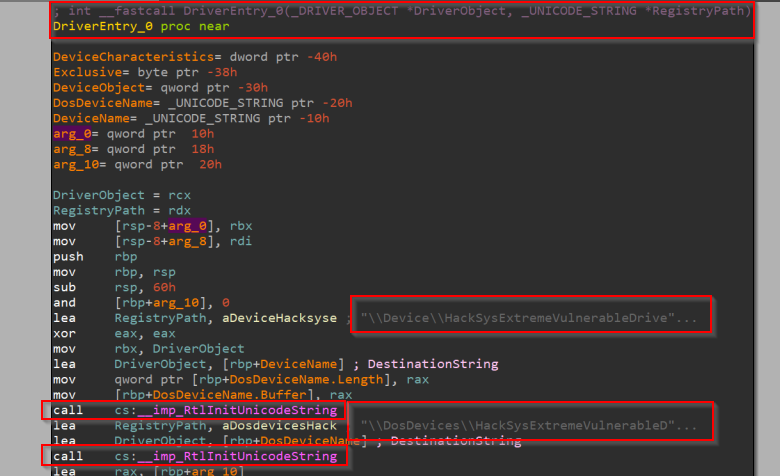 ; int __fastcall DriverEntry_0(_DRIVER_OBJECT *DriverObject, _UNICODE_STRING *RegistryPath)
DriverEntry_0 proc near
DeviceCharacteristics= dword ptr -40h
Exclusive= byte ptr -38h
DeviceObject= qword ptr -30h
DosDeviceName= _UNICODE_STRING ptr -20h
DeviceName= _UNICODE_STRING ptr -10h
arg_0= qword ptr  10h
arg_8= qword ptr  18h
arg_10= qword ptr  20h
DriverObject = rcx
RegistryPath = rdx
mov     [rsp-8+arg_0], rbx
mov     [rsp-8+arg_8], rdi
push    rbp
mov     rbp, rsp
sub     rsp, 60h
and     [rbp+arg_10], 0
lea     RegistryPath, aDeviceHacksyse ; "\\Device\\HackSysExtremeVulnerableDrive"...
xor     eax, eax
mov     rbx, DriverObject
lea     DriverObject, [rbp+DeviceName] ; DestinationString
mov     qword ptr [rbp+DosDeviceName.Length], rax
mov     [rbp+DosDeviceName.Buffer], rax
call    cs:__imp_RtlInitUnicodeString
lea     RegistryPath, aDosdevicesHack "\\DosDevices\\HackSysExtremeVulnerableD"...
lea     DriverObject, [rbp+DosDeviceName] ; DestinationString
call    cs:__imp_RtlInitUnicodeString
lea     rax, [rbp+arg_10]